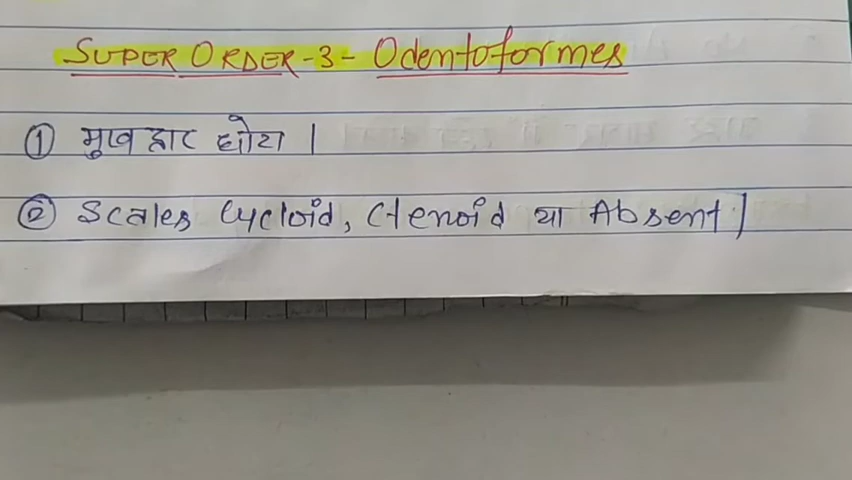 SUPER ORDER-3- Odentoformes
① मुख द्वार छोटा।
② Scales Cycloid, Ctenoid या Absent।